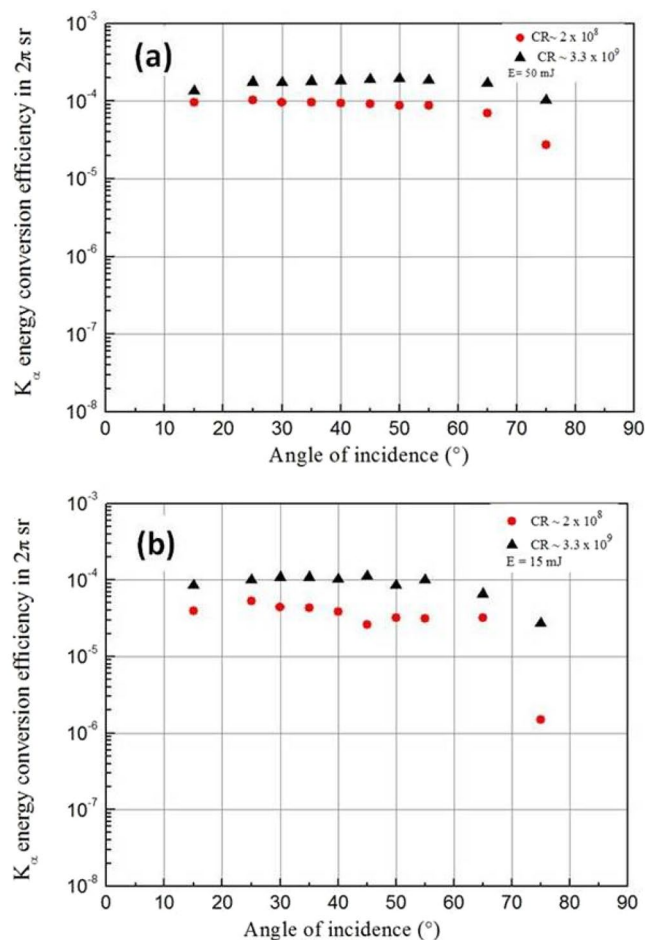 (a)
CR~ 2 x 10⁸
CR ~ 3.3 x 10⁹
E= 50 mJ
K_α energy conversion efficiency in 2π sr
10⁻³
10⁻⁴
10⁻⁵
10⁻⁶
10⁻⁷
10⁻⁸
0 10 20 30 40 50 60 70 80 90
Angle of incidence (°)
(b)
CR ~ 2 x 10⁸
CR ~ 3.3 x 10⁹
E = 15 mJ
K_α energy conversion efficiency in 2π sr
10⁻³
10⁻⁴
10⁻⁵
10⁻⁶
10⁻⁷
10⁻⁸
0 10 20 30 40 50 60 70 80 90
Angle of incidence (°)